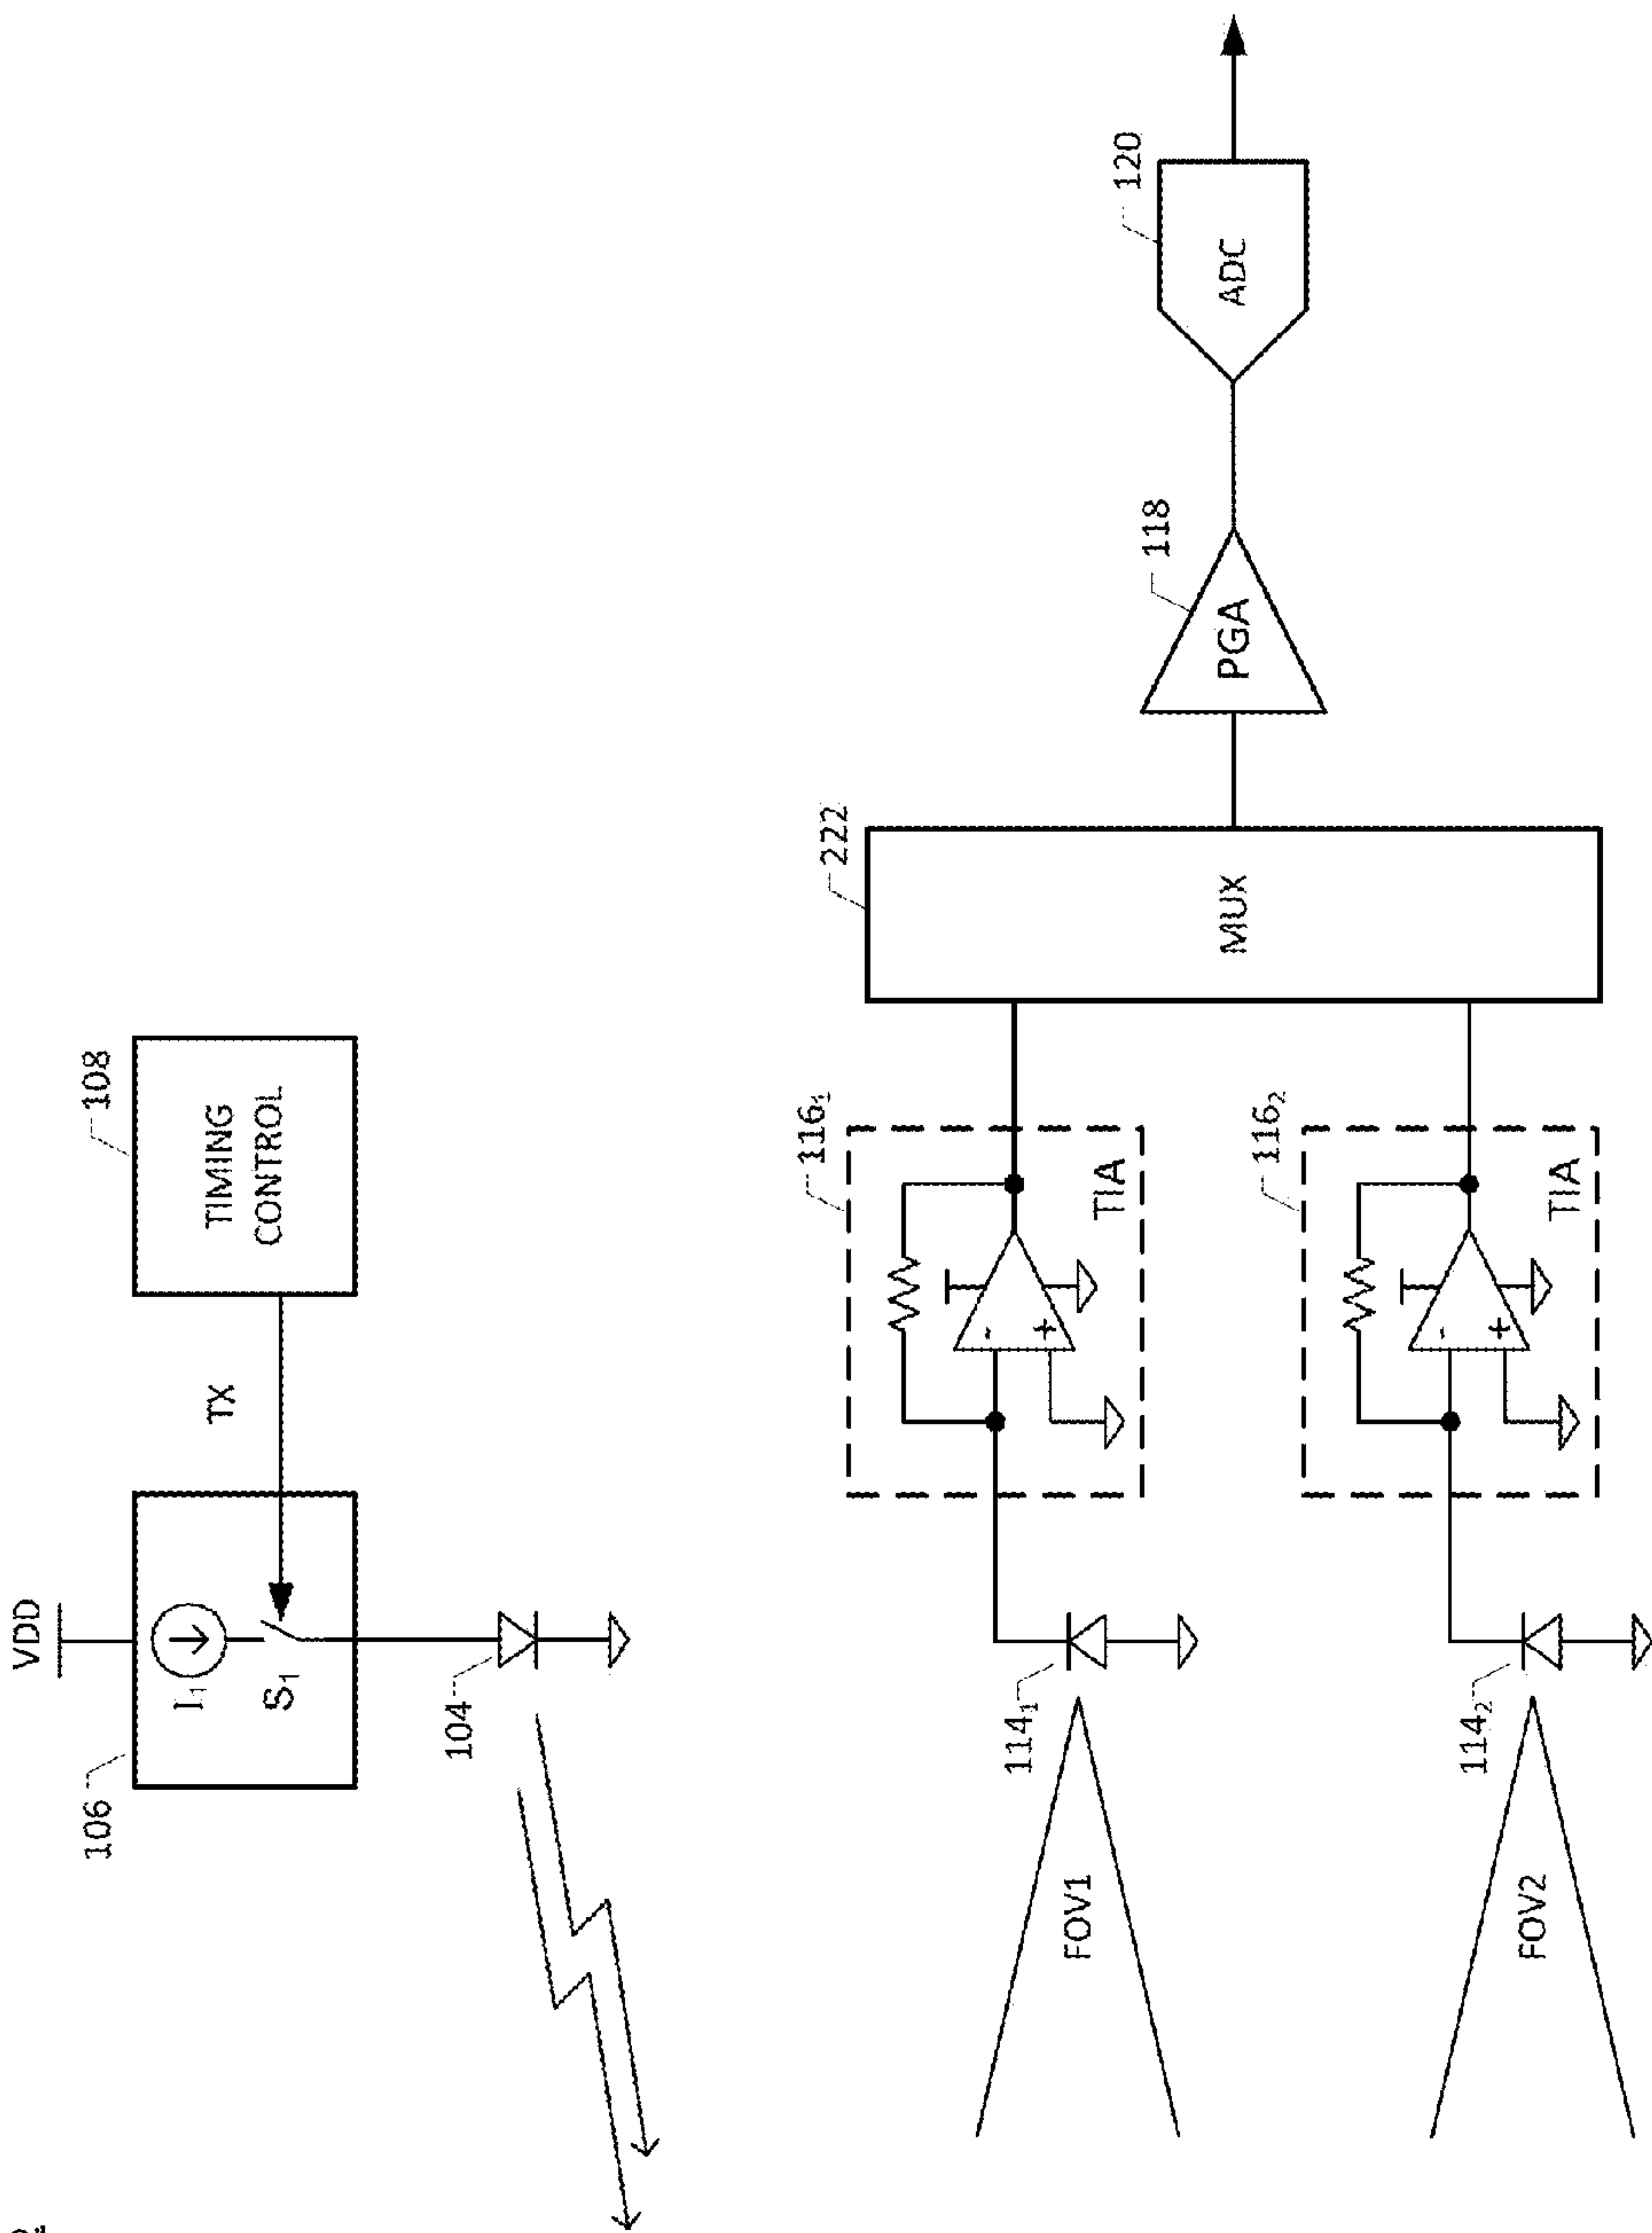 VDD
106
I₁
S₁
TX
108
TIMING
CONTROL
104
FOV1
114₁
116₁
-
+
TIA
FOV2
114₂
116₂
-
+
TIA
222
MUX
118
PGA
120
ADC